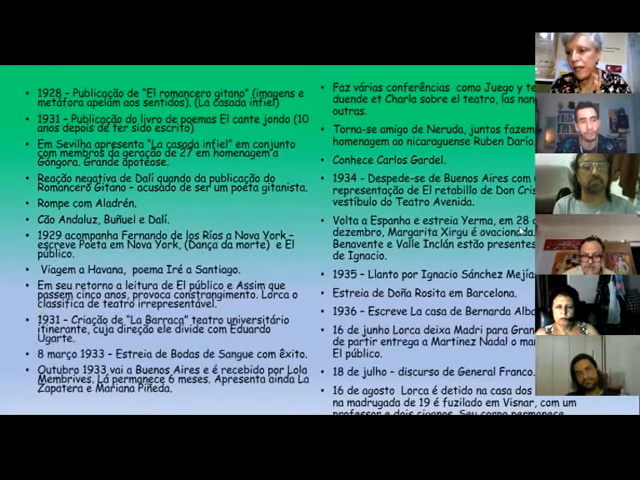 1928 – Publicação de "El romancero gitano" (imagens e
metáfora apelam aos sentidos). (La casada infiel)
1931 – Publicação do livro de poemas El cante jondo (10
anos depois de ter sido escrito)
Em Sevilha apresenta "La casada infiel" em conjunto
com membros da geração de 27 em homenagem a
Góngora. Grande apoteose.
Reação negativa de Dalí quando da publicação do
Romancero Gitano – acusado de ser um poeta gitanista.
Rompe com Aladrén.
Cão Andaluz, Buñuel e Dalí.
1929 acompanha Fernando de los Ríos a Nova York –
escreve Poeta em Nova York, (Dança da morte) e El
público.
Viagem a Havana, poema Iré a Santiago.
Em seu retorno a leitura de El público e Assim que
passem cinco anos, provoca constrangimento. Lorca o
classifica de teatro irrepresentável.
1931 – Criação de "La Barraca" teatro universitário
itinerante, cuja direção ele divide com Eduardo
Ugarte.
8 março 1933 – Estreia de Bodas de Sangue com êxito.
Outubro 1933 vai a Buenos Aires e é recebido por Lola
Membrives. Lá permanece 6 meses. Apresenta ainda La
Zapatera e Mariana Piñeda.
Faz várias conferências como Juego y te
duende et Charla sobre el teatro, las nan
outras.
Torna-se amigo de Neruda, juntos fazem
homenagem ao nicaraguense Ruben Darío,
Conhece Carlos Gardel.
1934 – Despede-se de Buenos Aires com
representação de El retabillo de Don Cris
vestíbulo do Teatro Avenida.
Volta a Espanha e estreia Yerma, em 28 d
dezembro, Margarita Xirgu é ovacionada.
Benavente e Valle Inclán estão presentes
de Ignacio.
1935 – Llanto por Ignacio Sánchez Mejía
Estreia de Doña Rosita em Barcelona.
1936 – Escreve La casa de Bernarda Alba
16 de junho Lorca deixa Madri para Gran
de partir entrega a Martinez Nadal o ma
El público.
18 de julho – discurso de General Franco.
16 de agosto Lorca é detido na casa dos
na madrugada de 19 é fuzilado em Visnar, com um
professor e dois ciganos. Seu corpo permanece